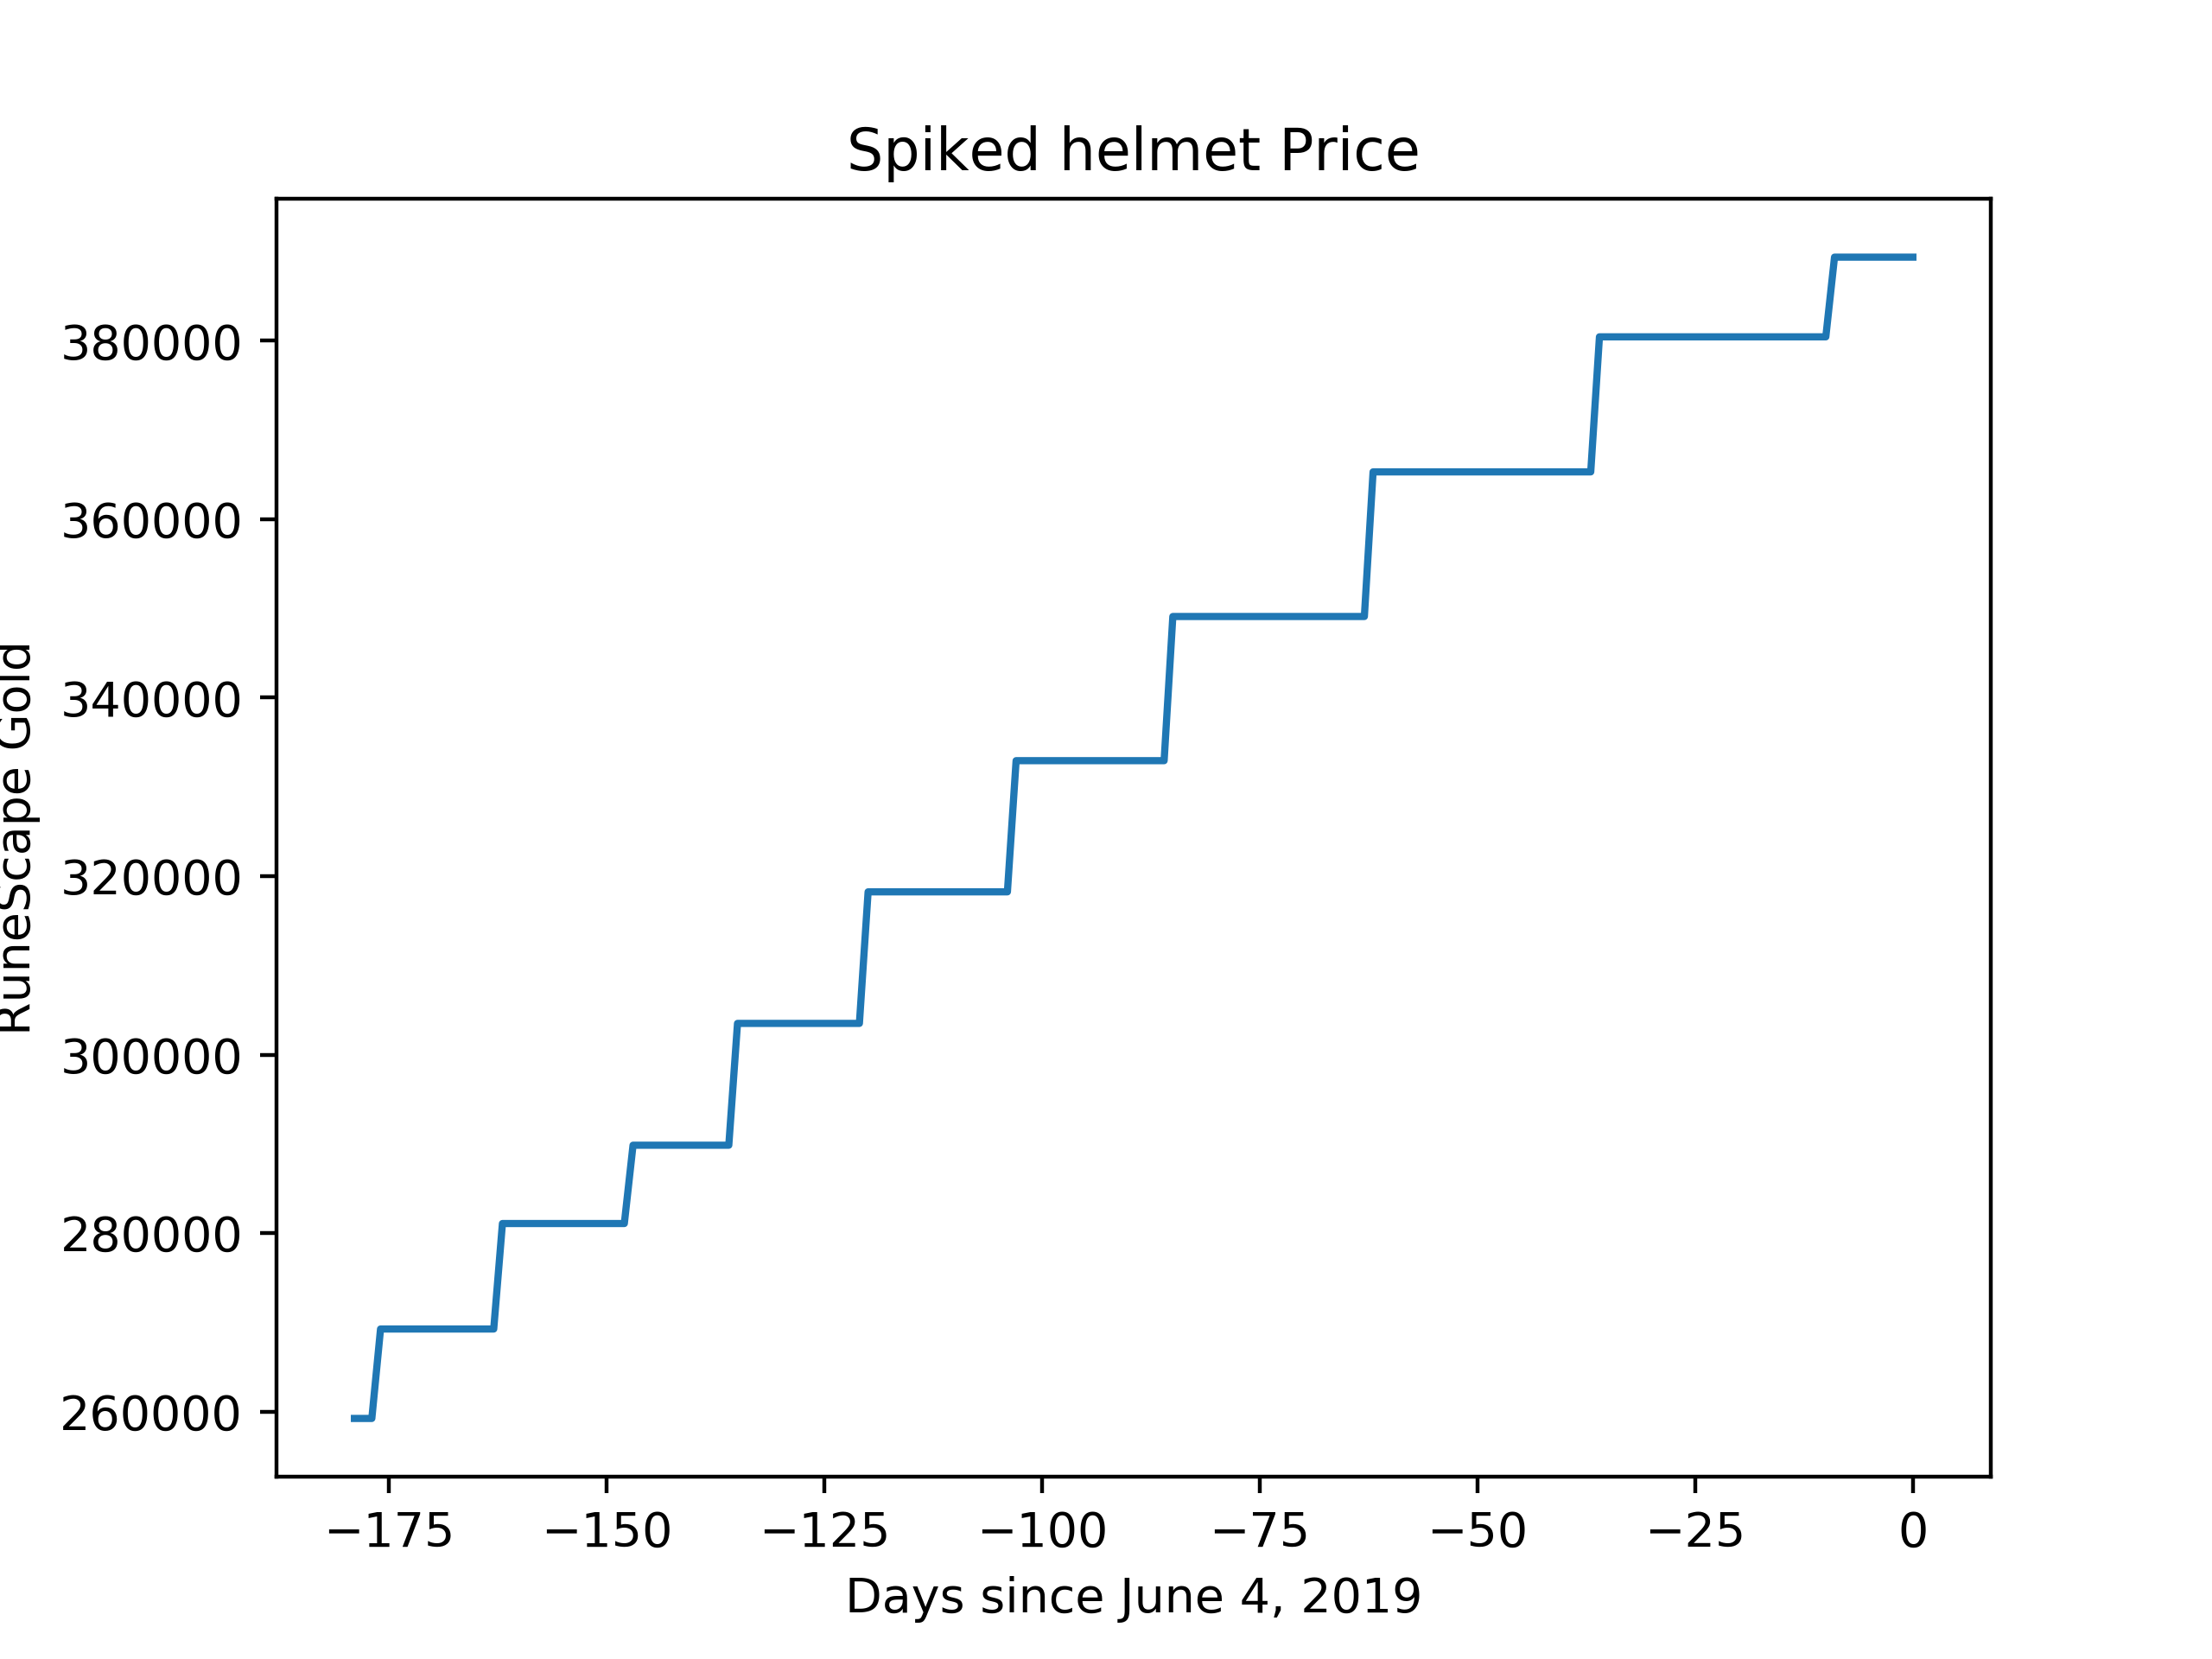 Spiked helmet Price
380000
360000
340000
320000
300000
280000
260000
RuneScape Gold
−175 −150 −125 −100 −75 −50 −25 0
Days since June 4, 2019